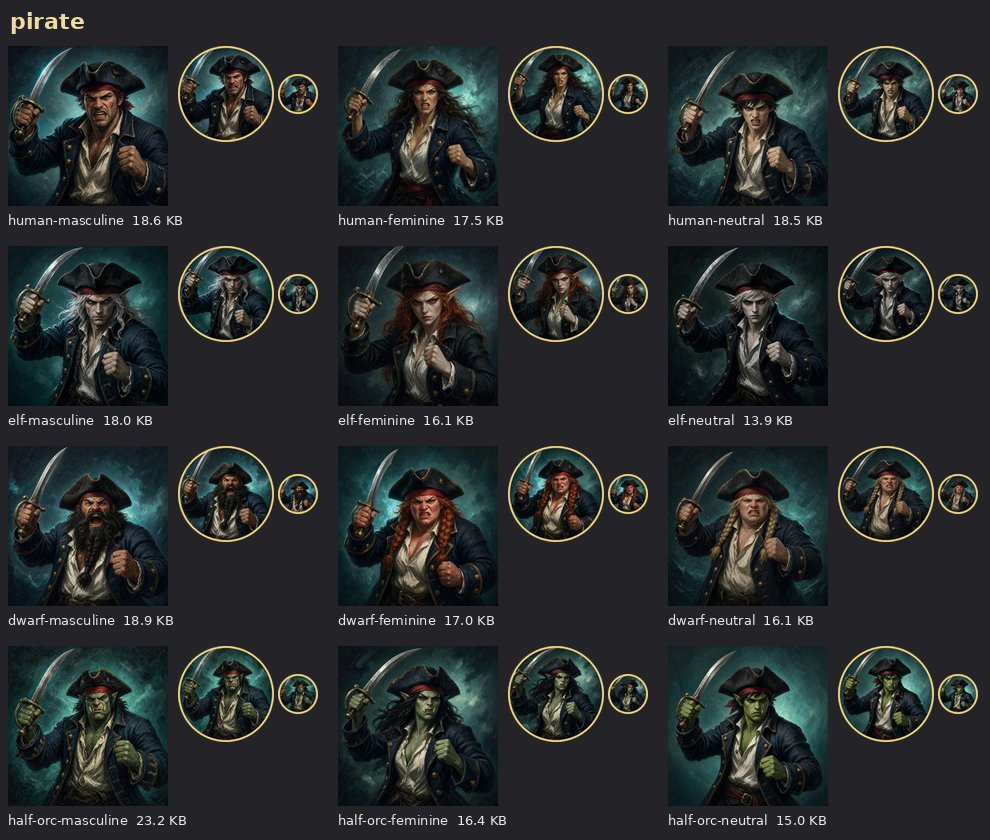 pirate
human-masculine 18.6 KB
human-feminine 17.5 KB
human-neutral 18.5 KB
elf-masculine 18.0 KB
elf-feminine 16.1 KB
elf-neutral 13.9 KB
dwarf-masculine 18.9 KB
dwarf-feminine 17.0 KB
dwarf-neutral 16.1 KB
half-orc-masculine 23.2 KB
half-orc-feminine 16.4 KB
half-orc-neutral 15.0 KB